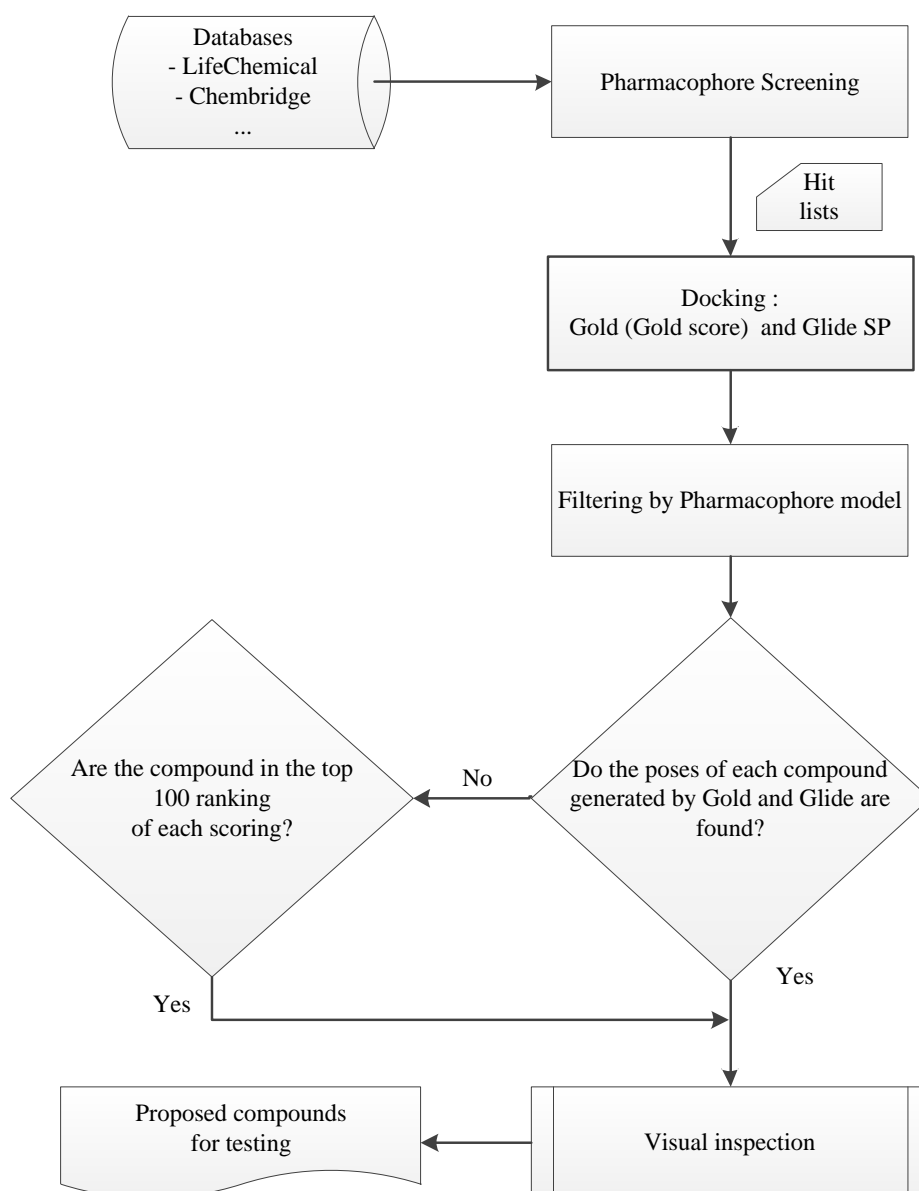 Databases
- LifeChemical
- Chembridge
...
Pharmacophore Screening
Hit
lists
Docking :
Gold (Gold score) and Glide SP
Filtering by Pharmacophore model
Do the poses of each compound
generated by Gold and Glide are
found?
No
Are the compound in the top
100 ranking
of each scoring?
Yes
Yes
Visual inspection
Proposed compounds
for testing